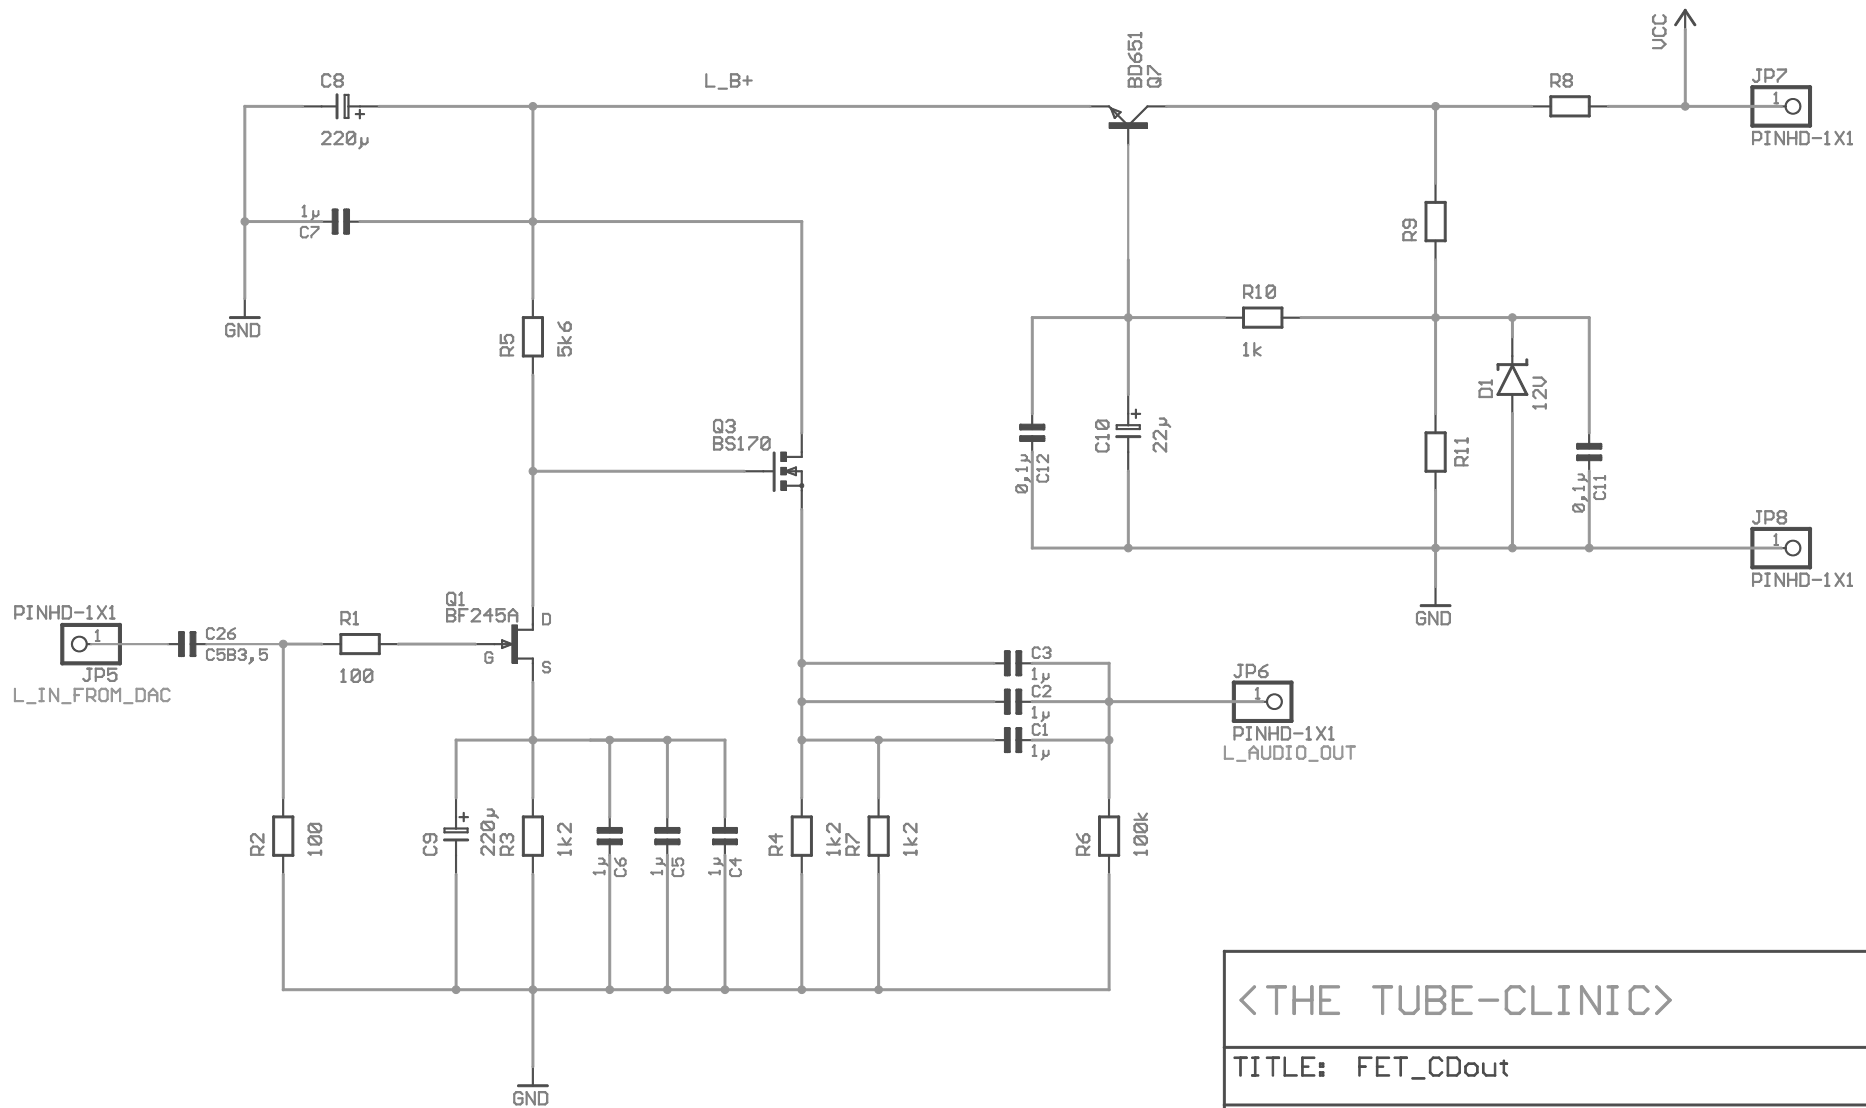 VCC
BD651
Q7
C8
220µ
L_B+
R8
JP7
1
PINHD-1X1
1µ
C7
GND
R9
R5
5k6
R10
1k
D1
12V
Q3
BS170
C10
22µ
0,1µ
C12
R11
0,1µ
C11
JP8
1
PINHD-1X1
GND
PINHD-1X1
1
JP5
L_IN_FROM_DAC
C26
C5B3,5
R1
100
Q1
BF245A
D
G
S
C3
1µ
C2
1µ
C1
1µ
JP6
1
PINHD-1X1
L_AUDIO_OUT
R2
100
C9
220µ
R3
1k2
1µ
C6
1µ
C5
1µ
C4
R4
1k2
R7
1k2
R6
100k
GND
<THE TUBE-CLINIC>
TITLE: FET_CDout